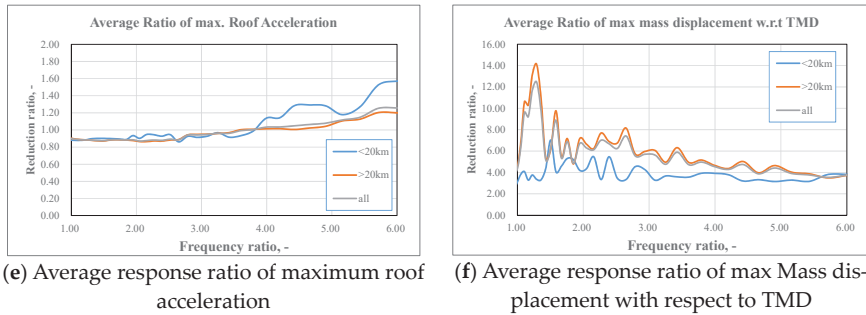 Average Ratio of max. Roof Acceleration
2.00
1.80
1.60
1.40
1.20
1.00
0.80
0.60
0.40
0.20
0.00
Reduction ratio, -
<20km
>20km
all
1.00 2.00 3.00 4.00 5.00 6.00
Frequency ratio, -
(e) Average response ratio of maximum roof
acceleration
Average Ratio of max mass displacement w.r.t TMD
16.00
14.00
12.00
10.00
8.00
6.00
4.00
2.00
0.00
Reduction ratio, -
<20km
>20km
all
1.00 2.00 3.00 4.00 5.00 6.00
Frequency ratio, -
(f) Average response ratio of max Mass dis-
placement with respect to TMD